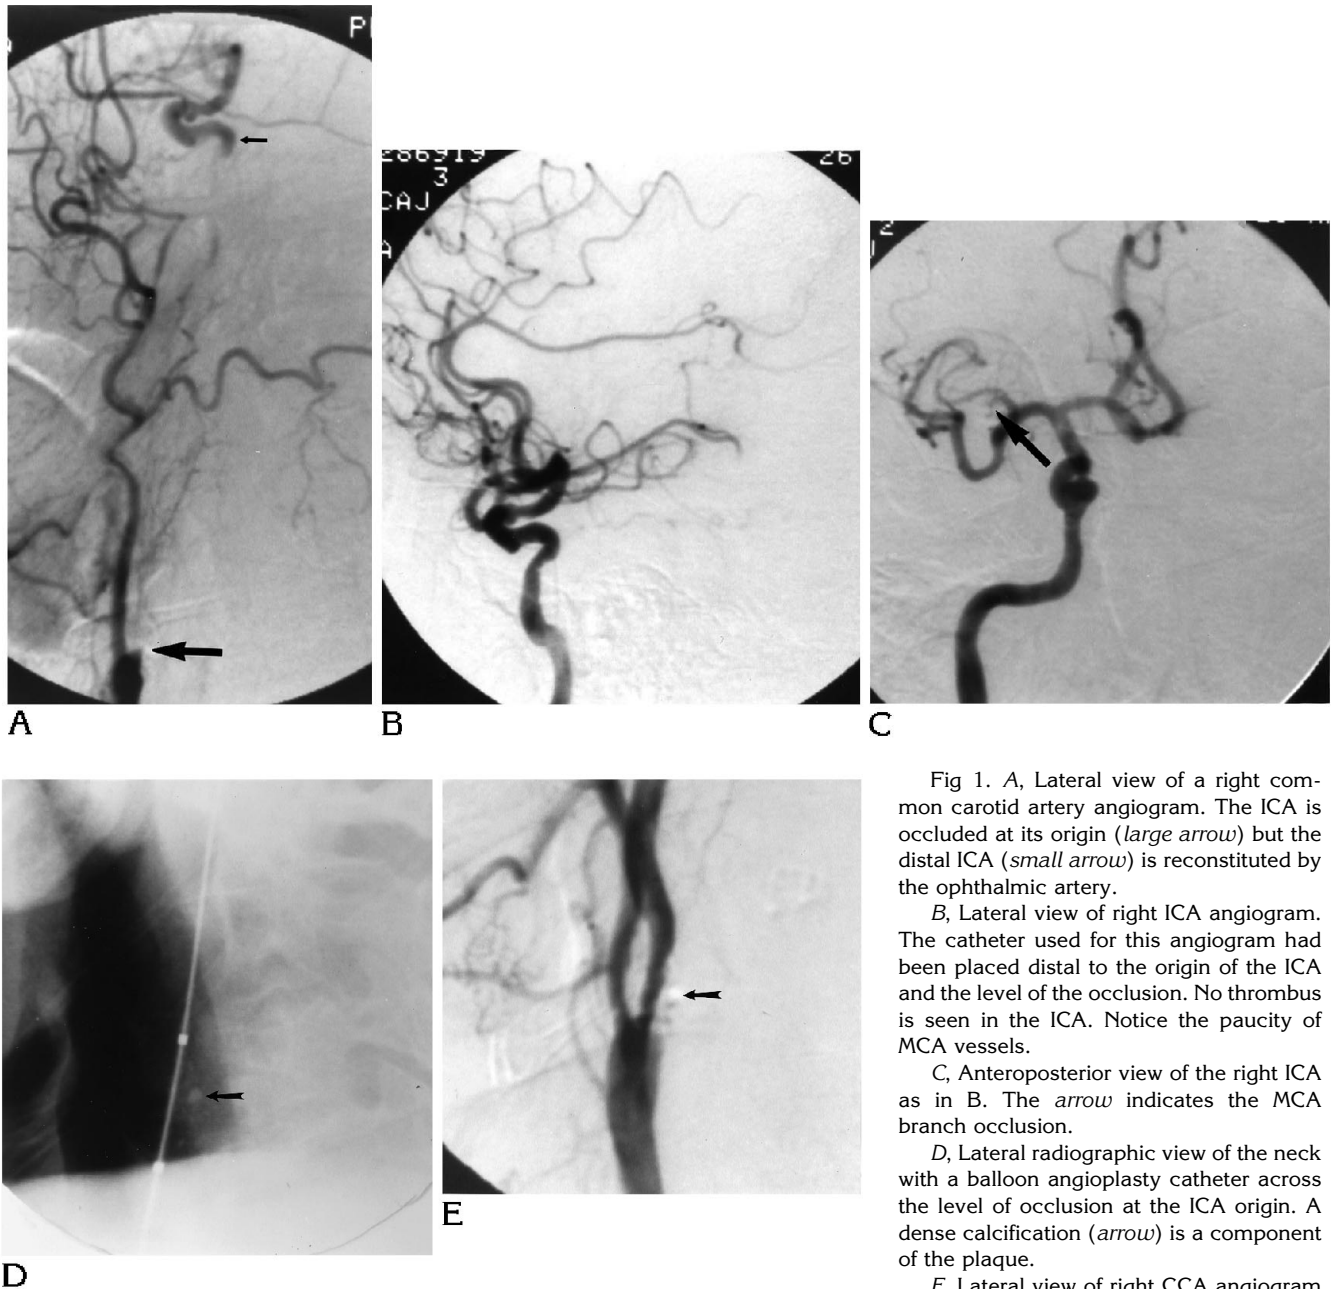 P
286919
3
26
CAJ
A
2
A
B
C
D
E
Fig 1. A, Lateral view of a right com-
mon carotid artery angiogram. The ICA is
occluded at its origin (large arrow) but the
distal ICA (small arrow) is reconstituted by
the ophthalmic artery.
B, Lateral view of right ICA angiogram.
The catheter used for this angiogram had
been placed distal to the origin of the ICA
and the level of the occlusion. No thrombus
is seen in the ICA. Notice the paucity of
MCA vessels.
C, Anteroposterior view of the right ICA
as in B. The arrow indicates the MCA
branch occlusion.
D, Lateral radiographic view of the neck
with a balloon angioplasty catheter across
the level of occlusion at the ICA origin. A
dense calcification (arrow) is a component
of the plaque.
E, Lateral view of right CCA angiogram